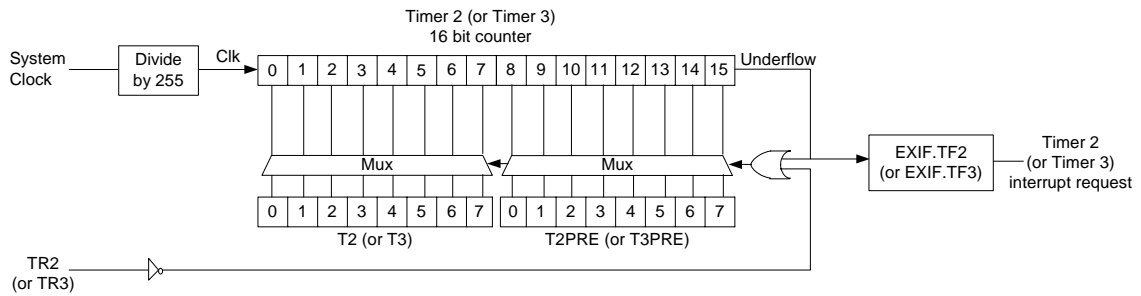 Timer 2 (or Timer 3)
16 bit counter
System
Clock
Divide
by 255
Clk
0 1 2 3 4 5 6 7 8 9 10 11 12 13 14 15
Underflow
Mux
Mux
EXIF.TF2
(or EXIF.TF3)
Timer 2
(or Timer 3)
interrupt request
0 1 2 3 4 5 6 7
0 1 2 3 4 5 6 7
T2 (or T3)
T2PRE (or T3PRE)
TR2
(or TR3)